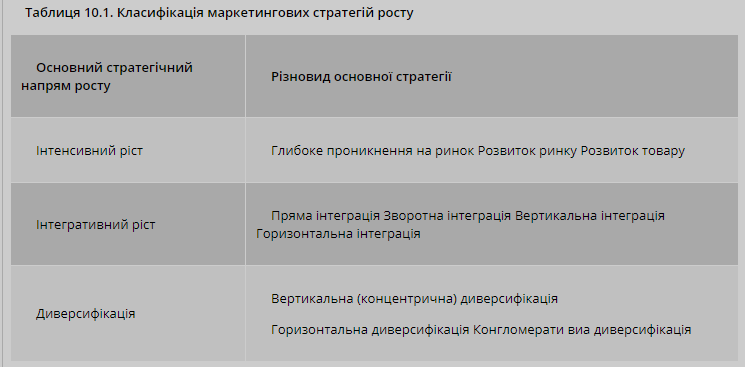 Таблиця 10.1. Класифікація маркетингових стратегій росту
Основний стратегічний
напрям росту
Різновид основної стратегії
Інтенсивний ріст
Глибоке проникнення на ринок Розвиток ринку Розвиток товару
Інтегративний ріст
Пряма інтеграція Зворотна інтеграція Вертикальна інтеграція
Горизонтальна інтеграція
Диверсифікація
Вертикальна (концентрична) диверсифікація
Горизонтальна диверсифікація Конгломерати виа диверсифікація